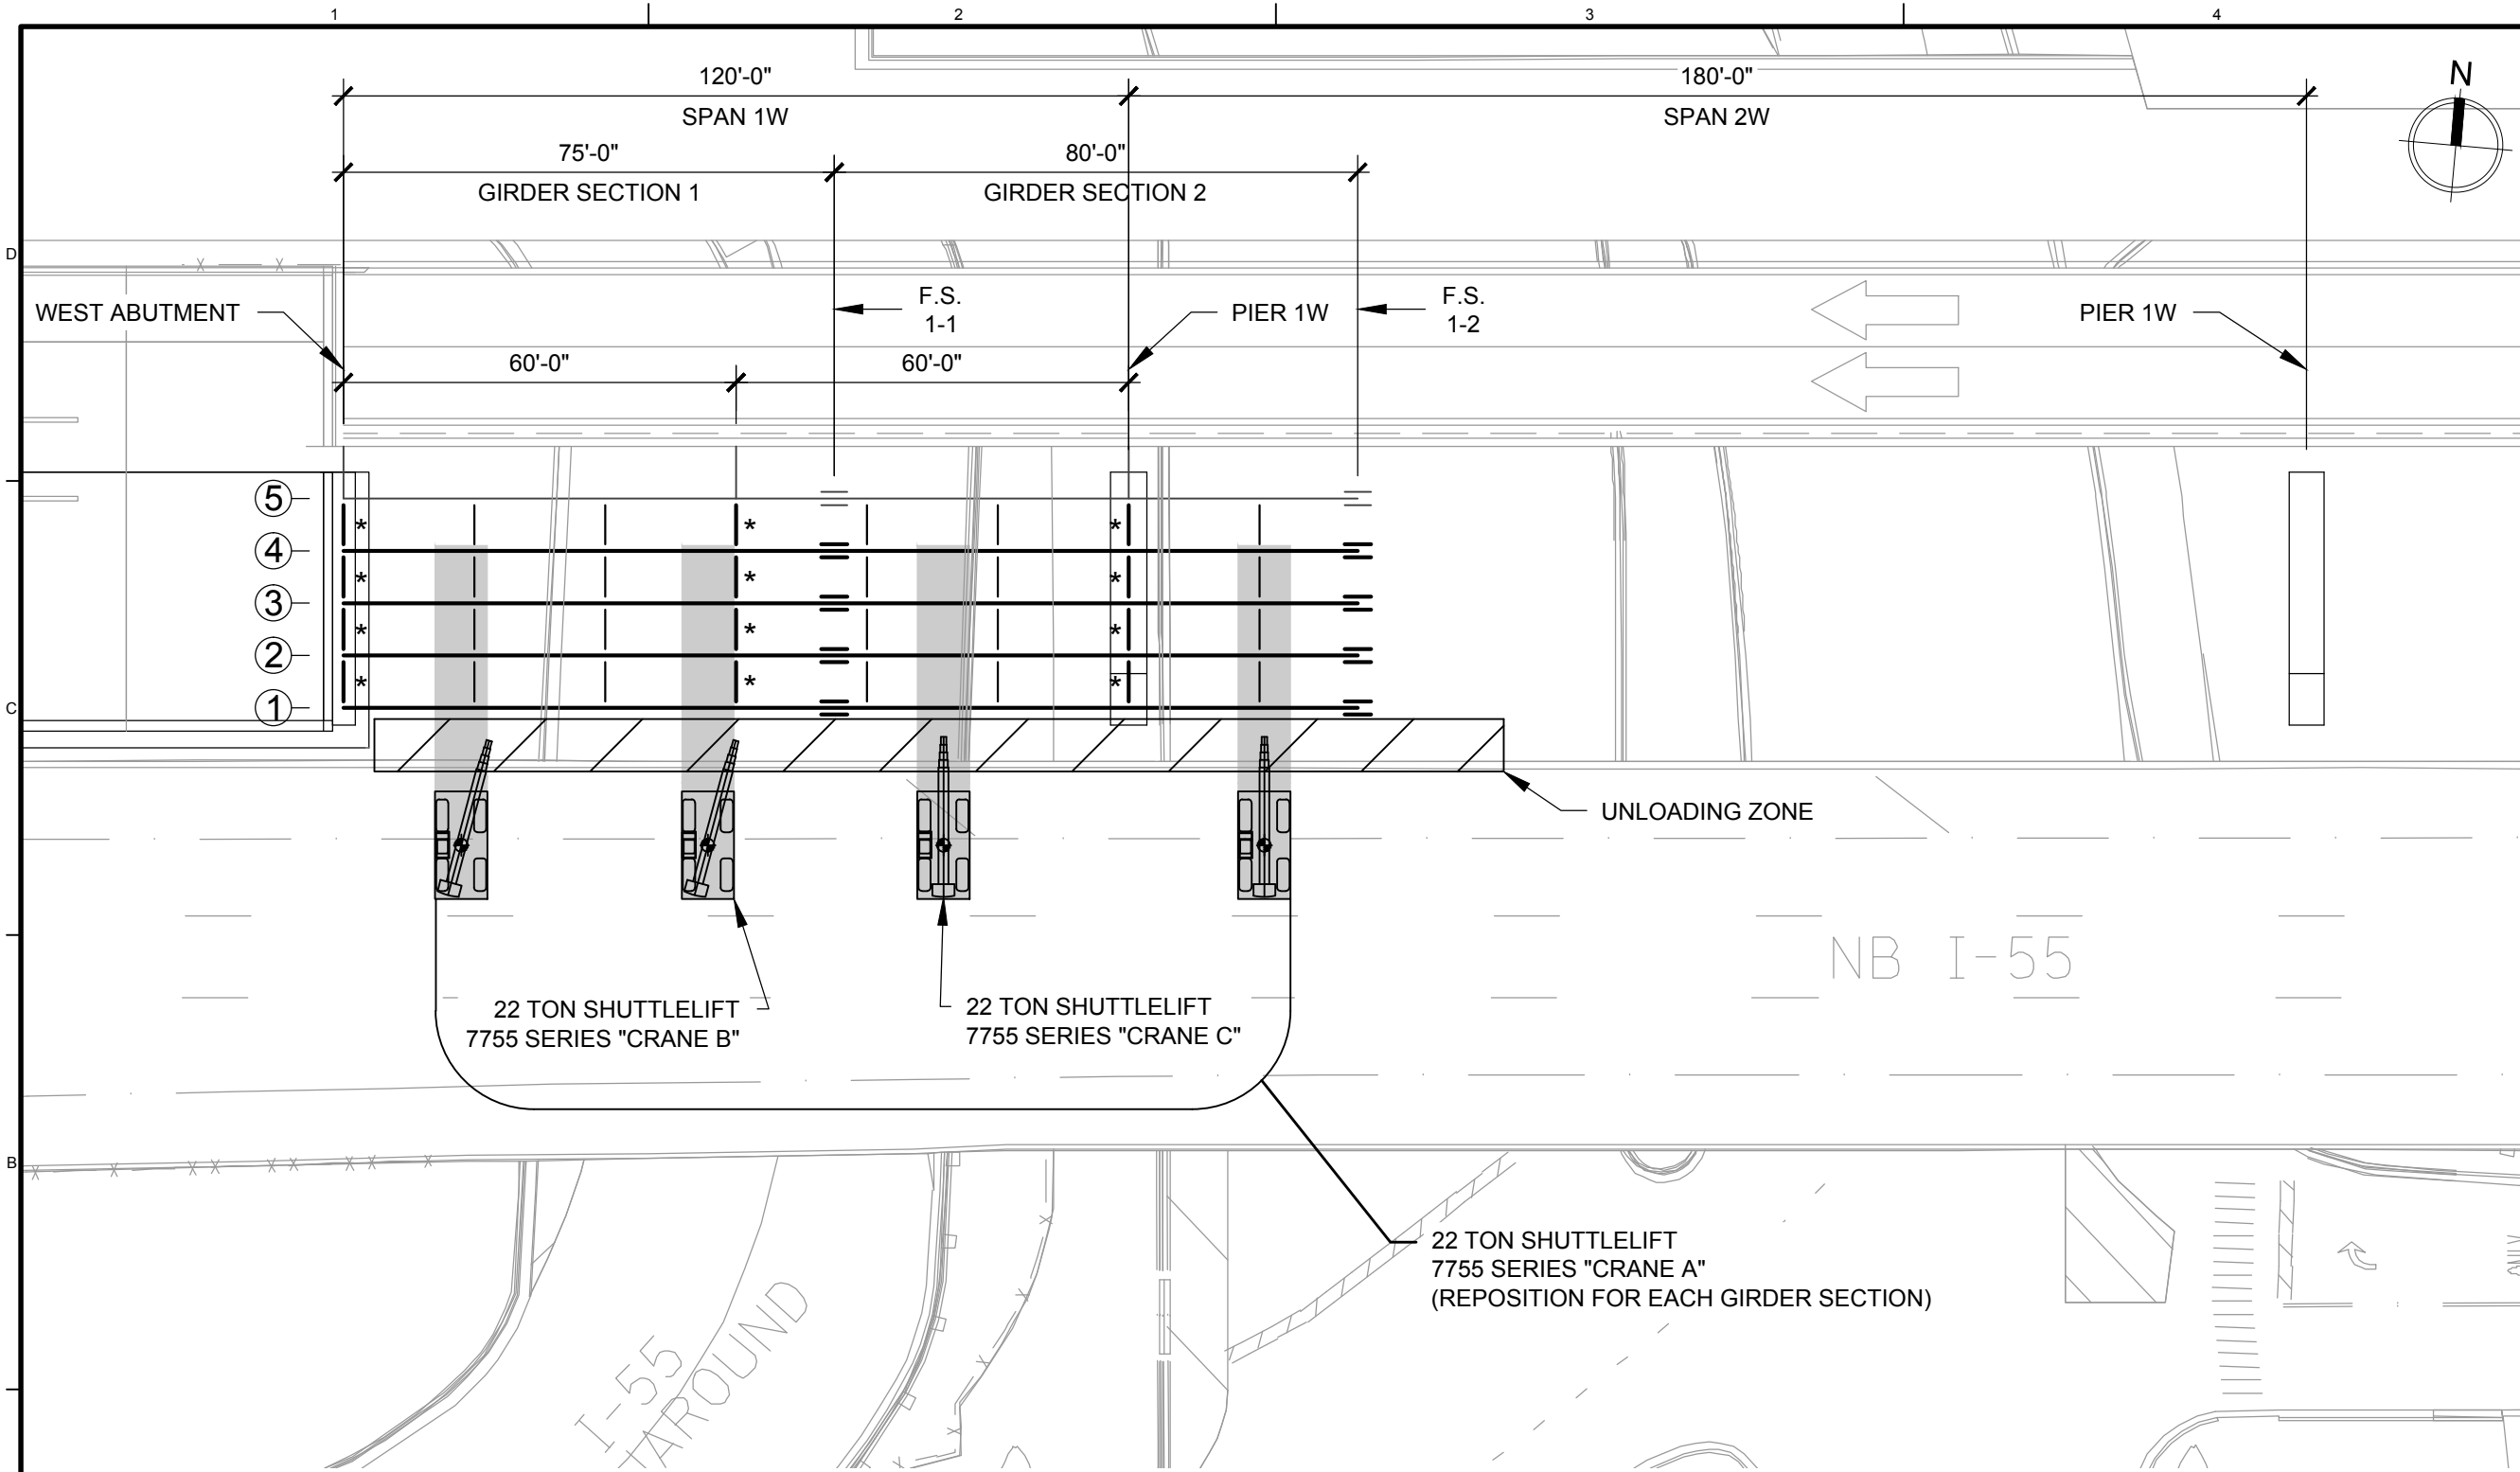 1
2
3
4
120'-0"
180'-0"
N
SPAN 1W
SPAN 2W
75'-0"
80'-0"
GIRDER SECTION 1
GIRDER SECTION 2
D
WEST ABUTMENT
F.S.
1-1
PIER 1W
F.S.
1-2
PIER 1W
60'-0"
60'-0"
5
4
3
2
1
C
UNLOADING ZONE
NB I-55
22 TON SHUTTLELIFT
7755 SERIES "CRANE B"
22 TON SHUTTLELIFT
7755 SERIES "CRANE C"
B
22 TON SHUTTLELIFT
7755 SERIES "CRANE A"
(REPOSITION FOR EACH GIRDER SECTION)
I-55